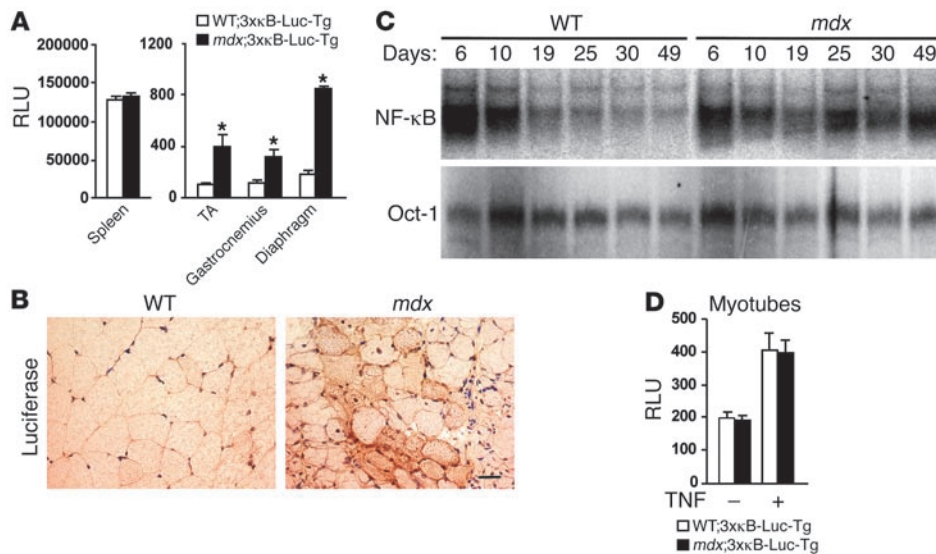 A
WT;3xκB-Luc-Tg
mdx;3xκB-Luc-Tg
RLU
200000
150000
100000
50000
0
Spleen
1200
800
400
0
*
*
*
TA
Gastrocnemius
Diaphragm
B
WT
mdx
Luciferase
C
WT
mdx
Days: 6 10 19 25 30 49 6 10 19 25 30 49
NF-κB
Oct-1
D
Myotubes
RLU
500
400
300
200
100
0
TNF – +
WT;3xκB-Luc-Tg
mdx;3xκB-Luc-Tg